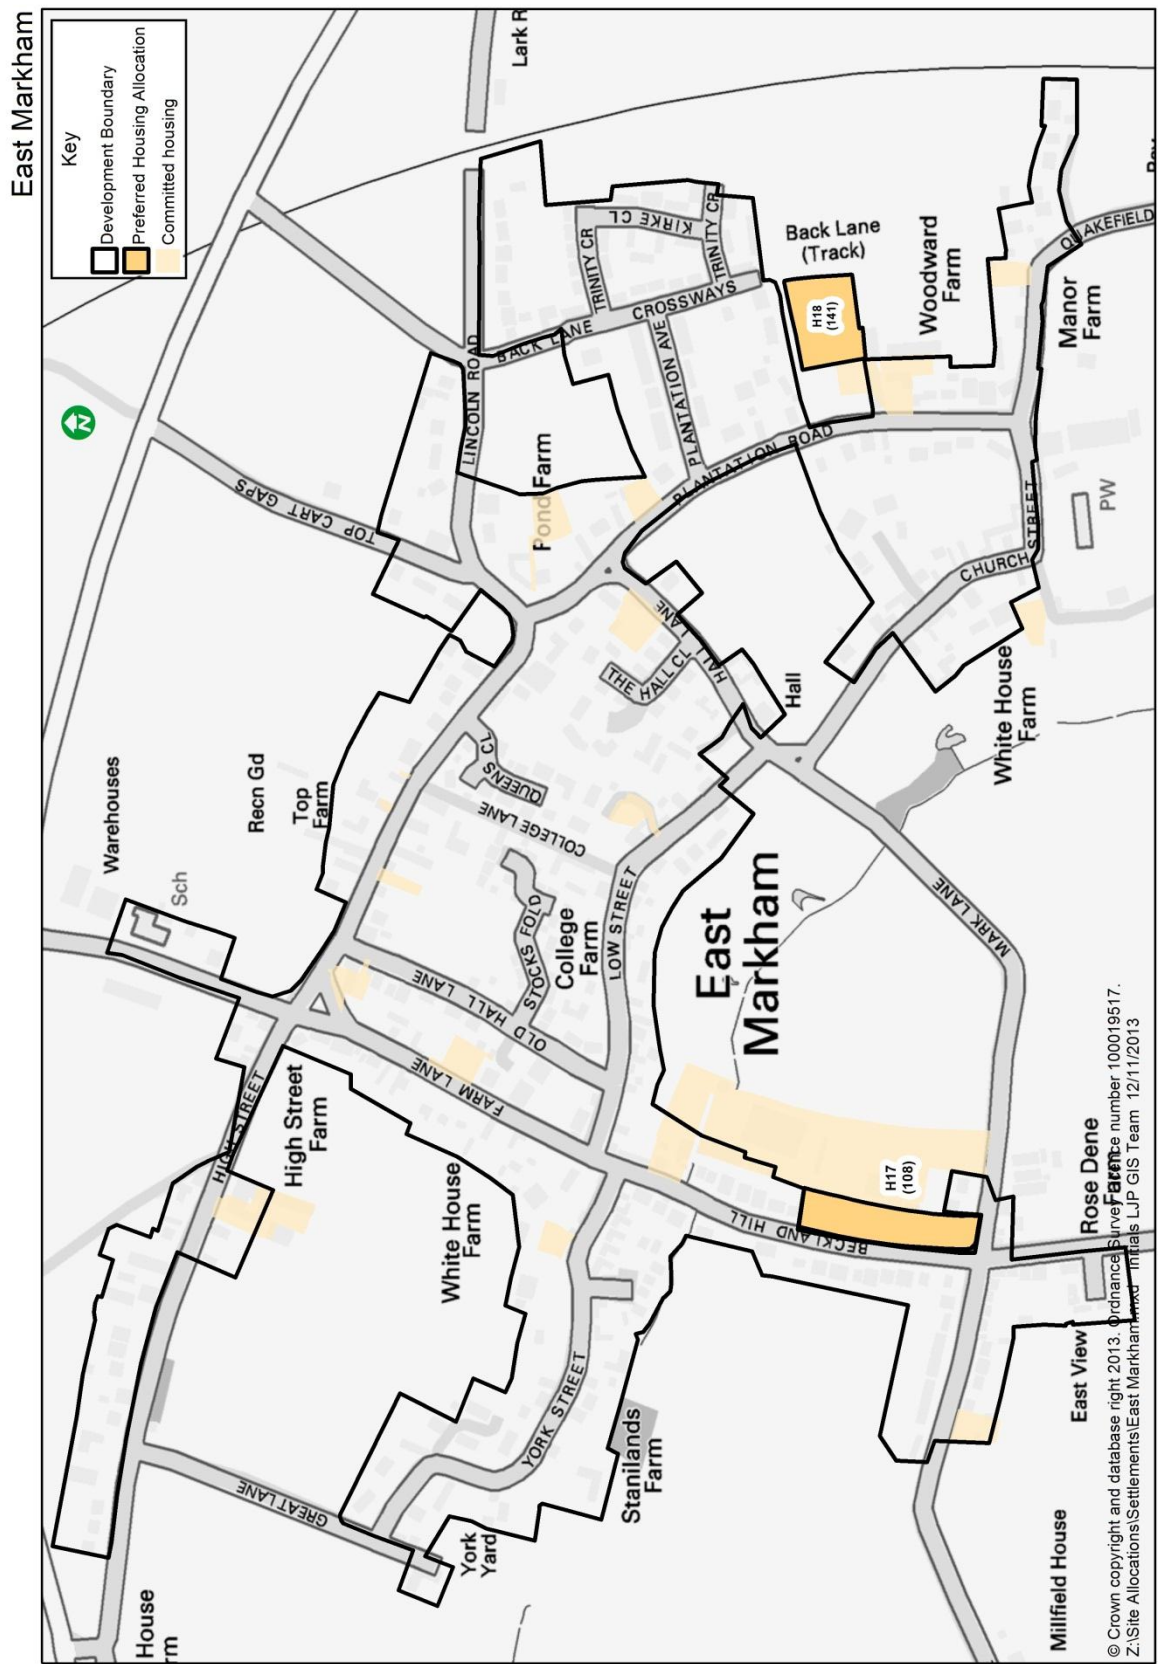 East Markham
Key
Development Boundary
Preferred Housing Allocation
Committed housing
N
Lark R
Warehouses
Sch
Recn Gd
Top
Farm
TOP CART GAPS
LINCOLN ROAD
BACK LANE
TRINITY CR
KIRKE CL
TRINITY CR
CROSSWAYS
PLANTATION AVE
PLANTATION ROAD
Back Lane
(Track)
H18
(141)
Woodward
Farm
Manor
Farm
QUAKEFIELD
Pond Farm
HALL LANE
THE HALL CL
Hall
CHURCH STREET
PW
White House
Farm
QUEENS CL
COLLEGE LANE
STOCKS FOLD
College
Farm
OLD HALL LANE
LOW STREET
East
Markham
MARK LANE
HIGH STREET
High Street
Farm
FARM LANE
White House
Farm
YORK STREET
BECKLAND HILL
H17
(108)
Rose Dene
Farm
East View
Stanilands
Farm
GREAT LANE
York
Yard
House
rm
Millfield House
© Crown copyright and database right 2013. Ordnance Survey licence number 100019517.
Z:\Site Allocations\Settlements\East Markham.mxd Initials LJP GIS Team 12/11/2013